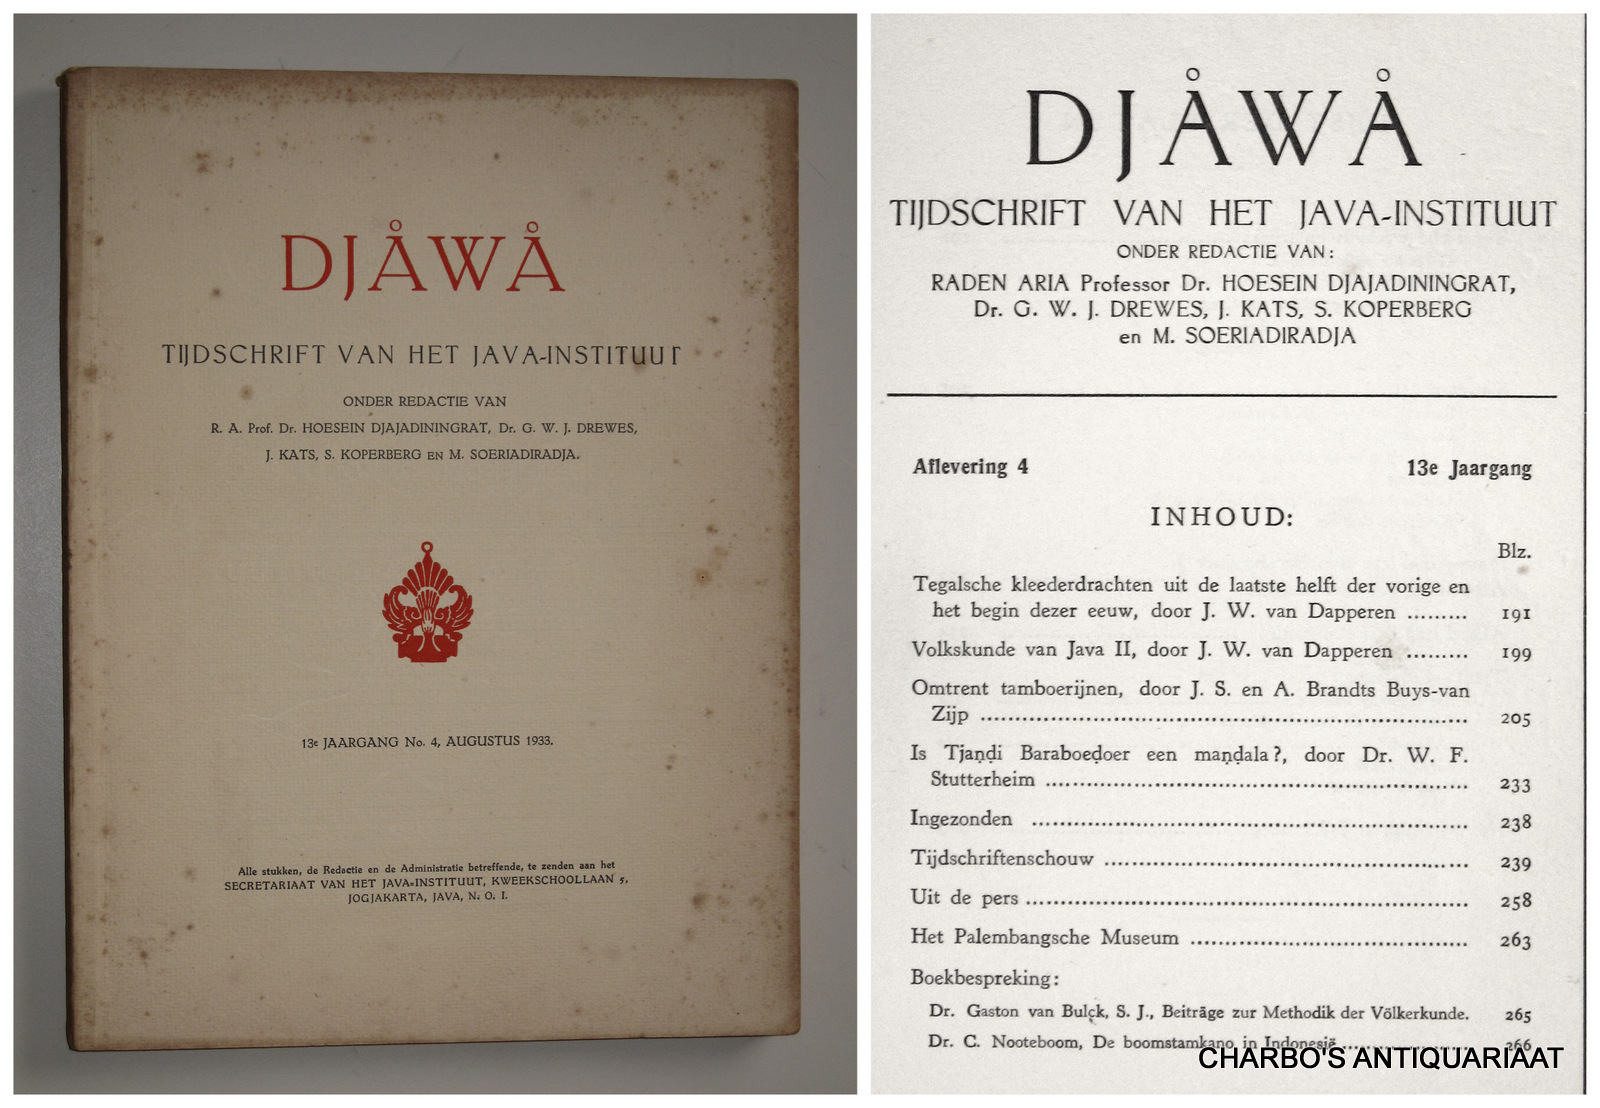 DJÅWÅ
TIJDSCHRIFT VAN HET JAVA-INSTITUUT
ONDER REDACTIE VAN
R. A. Prof. Dr. HOESEIN DJAJADININGRAT, Dr. G. W. J. DREWES,
J. KATS, S. KOPERBERG EN M. SOERIADIRADJA.
13e JAARGANG No. 4, AUGUSTUS 1933.
Alle stukken, de Redactie en de Administratie betreffende, te zenden aan het
SECRETARIAAT VAN HET JAVA-INSTITUUT, KWEEKSCHOOLLAAN 5,
JOGJAKARTA, JAVA, N. O. I.
DJÅWÅ
TIJDSCHRIFT VAN HET JAVA-INSTITUUT
ONDER REDACTIE VAN:
RADEN ARIA Professor Dr. HOESEIN DJAJADININGRAT,
Dr. G. W. J. DREWES, J. KATS, S. KOPERBERG
en M. SOERIADIRADJA
Aflevering 4 13e Jaargang
INHOUD:
Blz.
Tegalsche kleederdrachten uit de laatste helft der vorige en
het begin dezer eeuw, door J. W. van Dapperen ......... 191
Volkskunde van Java II, door J. W. van Dapperen ......... 199
Omtrent tamboerijnen, door J. S. en A. Brandts Buys-van
Zijp ........................ 205
Is Tjaṇḍi Baraboeḍoer een maṇḍala?, door Dr. W. F.
Stutterheim ........................ 233
Ingezonden ........................ 238
Tijdschriftenschouw ........................ 239
Uit de pers ........................ 258
Het Palembangsche Museum ........................ 263
Boekbespreking:
Dr. Gaston van Bulck, S. J., Beiträge zur Methodik der Völkerkunde. 265
Dr. C. Nooteboom, De boomstamkano in Indonesië ............ 266
CHARBO'S ANTIQUARIAAT